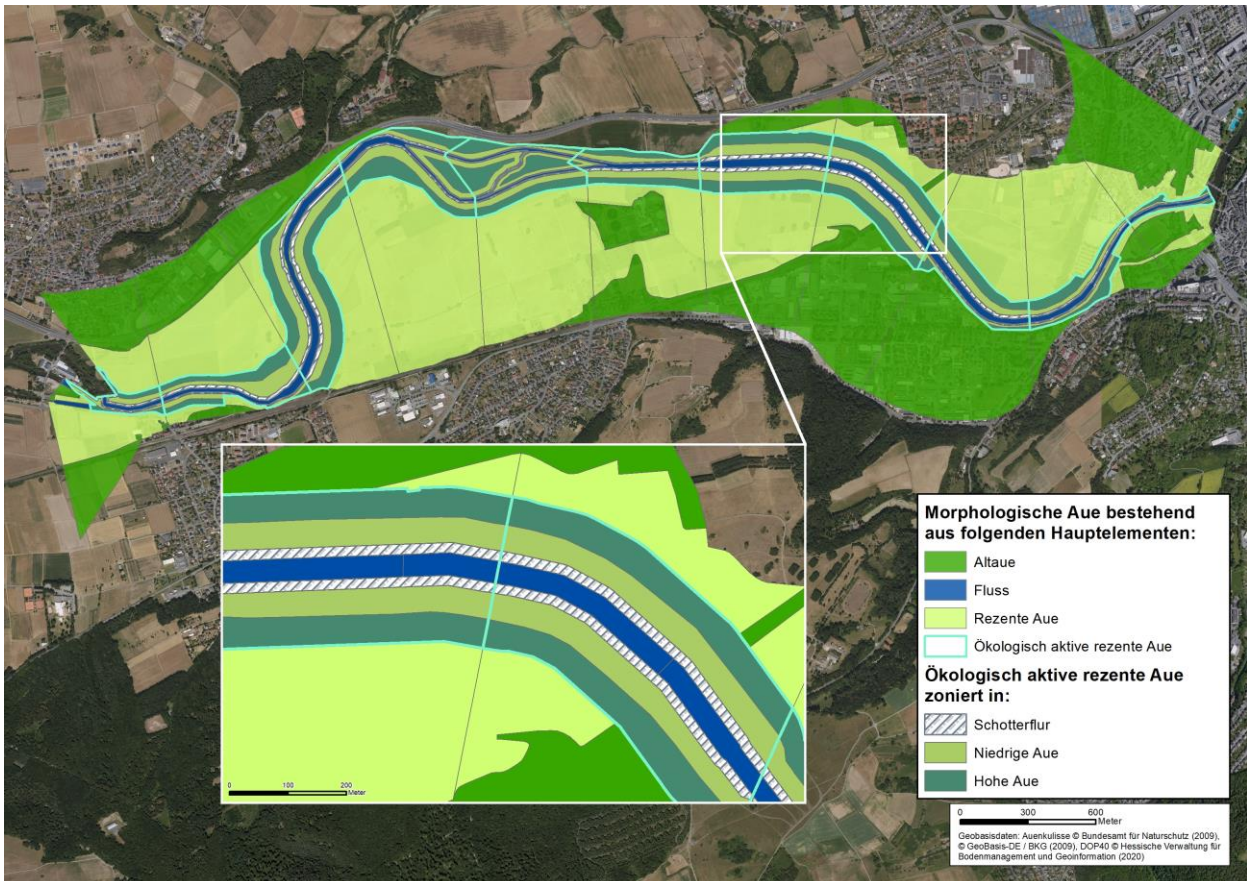 0 100 200
Meter
Morphologische Aue bestehend
aus folgenden Hauptelementen:
Altaue
Fluss
Rezente Aue
Ökologisch aktive rezente Aue
Ökologisch aktive rezente Aue
zoniert in:
Schotterflur
Niedrige Aue
Hohe Aue
0 300 600
Meter
Geobasisdaten: Auenkulisse © Bundesamt für Naturschutz (2009),
© GeoBasis-DE / BKG (2009), DOP40 © Hessische Verwaltung für
Bodenmanagement und Geoinformation (2020)